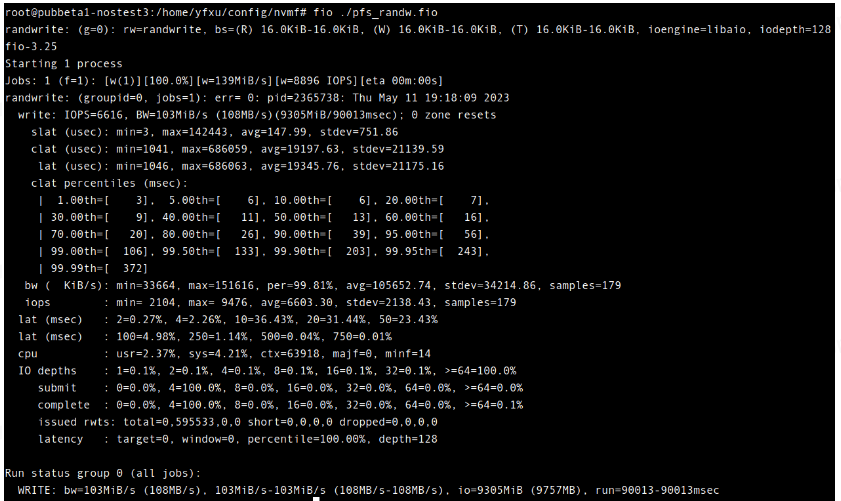 root@pubbeta1-nostest3:/home/yfxu/config/nvmf# fio ./pfs_randw.fio
randwrite: (g=0): rw=randwrite, bs=(R) 16.0KiB-16.0KiB, (W) 16.0KiB-16.0KiB, (T) 16.0KiB-16.0KiB, ioengine=libaio, iodepth=128
fio-3.25
Starting 1 process
Jobs: 1 (f=1): [w(1)][100.0%][w=139MiB/s][w=8896 IOPS][eta 00m:00s]
randwrite: (groupid=0, jobs=1): err= 0: pid=2365738: Thu May 11 19:18:09 2023
  write: IOPS=6616, BW=103MiB/s (108MB/s)(9305MiB/90013msec); 0 zone resets
    slat (usec): min=3, max=142443, avg=147.99, stdev=751.86
    clat (usec): min=1041, max=686059, avg=19197.63, stdev=21139.59
     lat (usec): min=1046, max=686063, avg=19345.76, stdev=21175.16
    clat percentiles (msec):
     |  1.00th=[    3],  5.00th=[    6], 10.00th=[    6], 20.00th=[    7],
     | 30.00th=[    9], 40.00th=[   11], 50.00th=[   13], 60.00th=[   16],
     | 70.00th=[   20], 80.00th=[   26], 90.00th=[   39], 95.00th=[   56],
     | 99.00th=[  106], 99.50th=[  133], 99.90th=[  203], 99.95th=[  243],
     | 99.99th=[  372]
   bw (  KiB/s): min=33664, max=151616, per=99.81%, avg=105652.74, stdev=34214.86, samples=179
   iops        : min= 2104, max= 9476, avg=6603.30, stdev=2138.43, samples=179
  lat (msec)   : 2=0.27%, 4=2.26%, 10=36.43%, 20=31.44%, 50=23.43%
  lat (msec)   : 100=4.98%, 250=1.14%, 500=0.04%, 750=0.01%
  cpu          : usr=2.37%, sys=4.21%, ctx=63918, majf=0, minf=14
  IO depths    : 1=0.1%, 2=0.1%, 4=0.1%, 8=0.1%, 16=0.1%, 32=0.1%, >=64=100.0%
     submit    : 0=0.0%, 4=100.0%, 8=0.0%, 16=0.0%, 32=0.0%, 64=0.0%, >=64=0.0%
     complete  : 0=0.0%, 4=100.0%, 8=0.0%, 16=0.0%, 32=0.0%, 64=0.0%, >=64=0.1%
     issued rwts: total=0,595533,0,0 short=0,0,0,0 dropped=0,0,0,0
     latency   : target=0, window=0, percentile=100.00%, depth=128
Run status group 0 (all jobs):
  WRITE: bw=103MiB/s (108MB/s), 103MiB/s-103MiB/s (108MB/s-108MB/s), io=9305MiB (9757MB), run=90013-90013msec